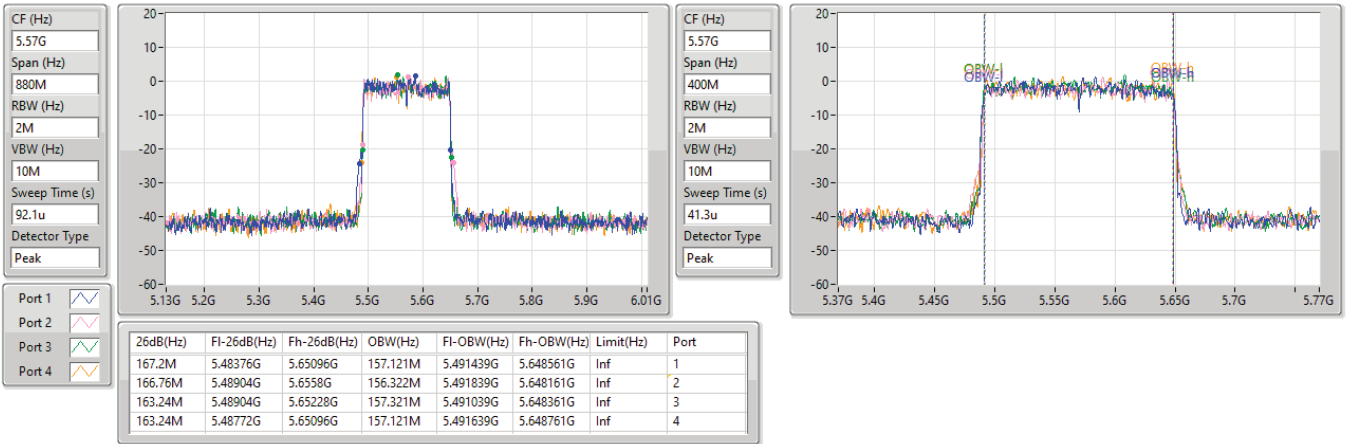 CF (Hz)
5.57G
Span (Hz)
880M
RBW (Hz)
2M
VBW (Hz)
10M
Sweep Time (s)
92.1u
Detector Type
Peak
20
10
0
-10
-20
-30
-40
-50
-60
5.13G 5.2G 5.3G 5.4G 5.5G 5.6G 5.7G 5.8G 5.9G 6.01G
CF (Hz)
5.57G
Span (Hz)
400M
RBW (Hz)
2M
VBW (Hz)
10M
Sweep Time (s)
41.3u
Detector Type
Peak
20
10
0
-10
-20
-30
-40
-50
-60
OBW-l OBW-h
5.37G 5.4G 5.45G 5.5G 5.55G 5.6G 5.65G 5.7G 5.77G
Port 1
Port 2
Port 3
Port 4
26dB(Hz) Fl-26dB(Hz) Fh-26dB(Hz) OBW(Hz) Fl-OBW(Hz) Fh-OBW(Hz) Limit(Hz) Port
167.2M 5.48376G 5.65096G 157.121M 5.491439G 5.648561G Inf 1
166.76M 5.48904G 5.6558G 156.322M 5.491839G 5.648161G Inf 2
163.24M 5.48904G 5.65228G 157.321M 5.491039G 5.648361G Inf 3
163.24M 5.48772G 5.65096G 157.121M 5.491639G 5.648761G Inf 4